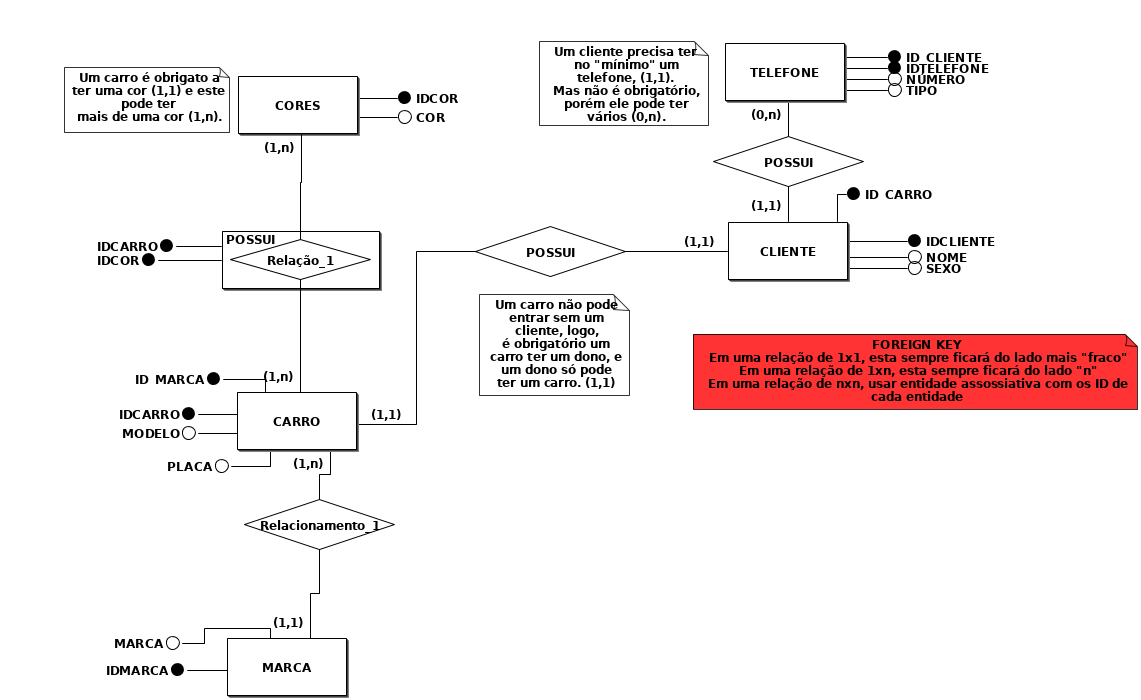 Um carro é obrigato a
ter uma cor (1,1) e este
pode ter
mais de uma cor (1,n).
CORES
IDCOR
COR
(1,n)
Um cliente precisa ter
no "mínimo" um
telefone, (1,1).
Mas não é obrigatório,
porém ele pode ter
vários (0,n).
TELEFONE
ID_CLIENTE
IDTELEFONE
NÚMERO
TIPO
(0,n)
POSSUI
(1,1)
ID_CARRO
CLIENTE
IDCLIENTE
NOME
SEXO
(1,1)
POSSUI
IDCARRO
IDCOR
POSSUI
Relação_1
Um carro não pode
entrar sem um
cliente, logo,
é obrigatório um
carro ter um dono, e
um dono só pode
ter um carro. (1,1)
FOREIGN KEY
Em uma relação de 1x1, esta sempre ficará do lado mais "fraco"
Em uma relação de 1xn, esta sempre ficará do lado "n"
Em uma relação de nxn, usar entidade assossiativa com os ID de
cada entidade
ID_MARCA
(1,n)
IDCARRO
MODELO
PLACA
CARRO
(1,1)
(1,n)
Relacionamento_1
(1,1)
MARCA
IDMARCA
MARCA